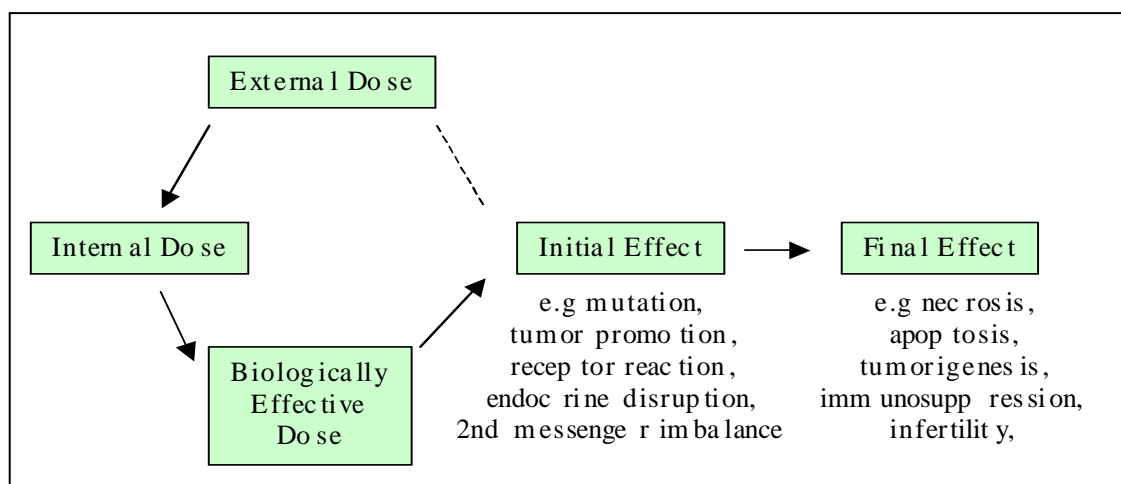 External Dose
Internal Dose
Initial Effect
Final Effect
e.g mutation,
tumor promotion,
receptor reaction,
endocrine disruption,
2nd messenger imbalance
e.g necrosis,
apoptosis,
tumorigenesis,
immunosuppression,
infertility,
Biologically
Effective
Dose